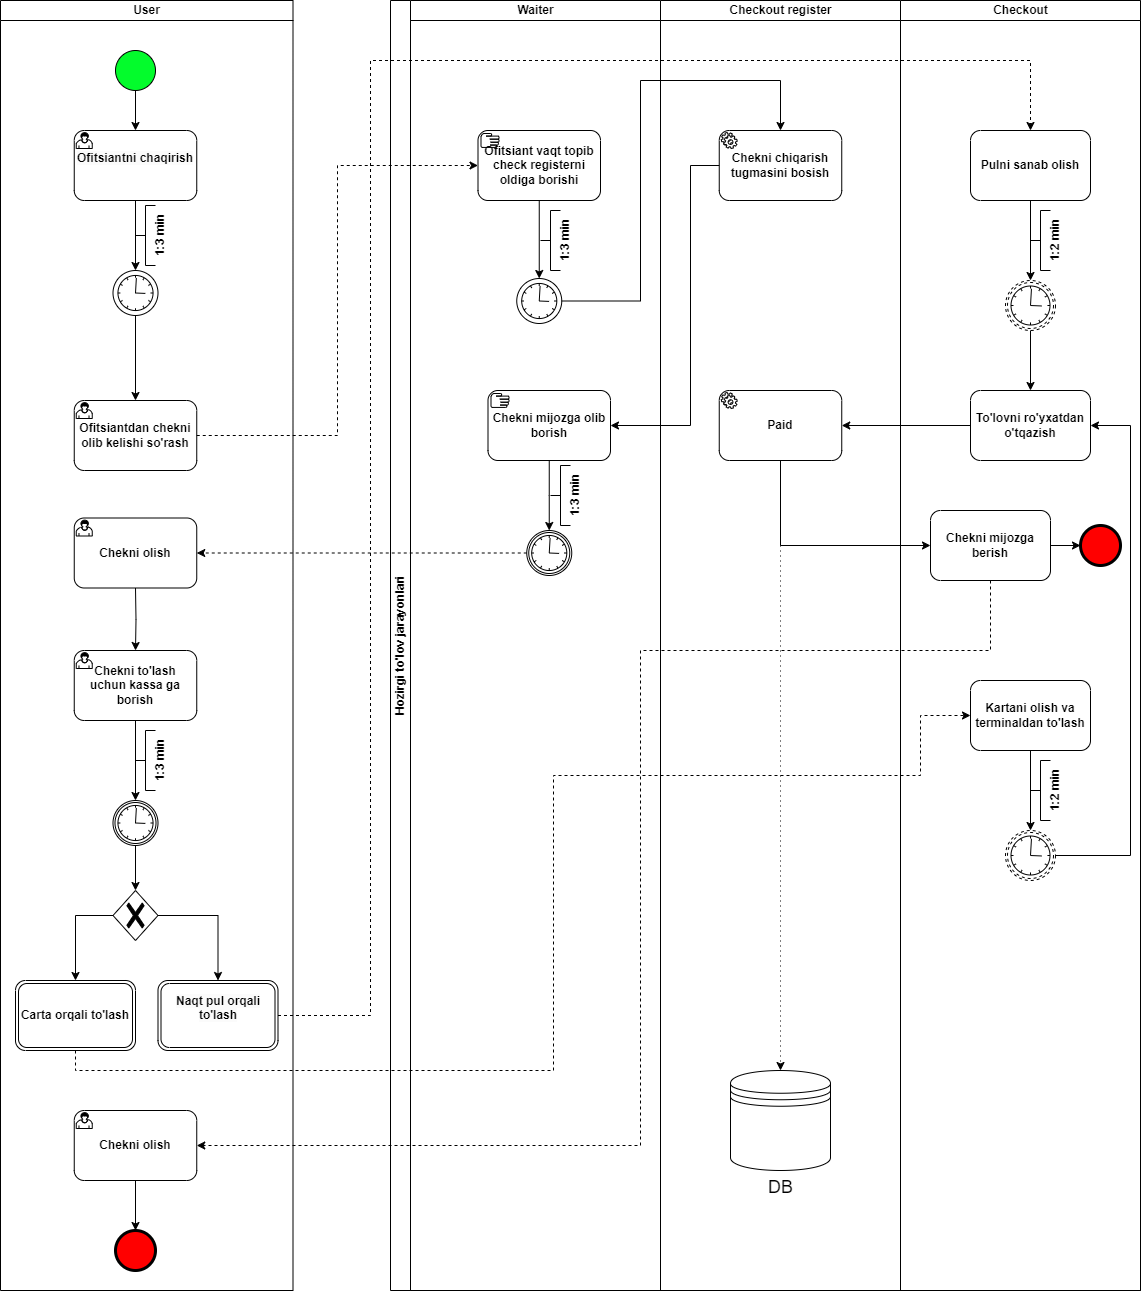 User
Waiter
Checkout register
Checkout
Ofitsiantni chaqirish
1:3 min
Ofitsiantdan chekni
olib kelishi so'rash
Chekni olish
Chekni to'lash
uchun kassa ga
borish
1:3 min
Carta orqali to'lash
Naqt pul orqali
to'lash
Chekni olish
Hozirgi to'lov jarayonlari
Ofitsiant vaqt topib
check registerni
oldiga borishi
1:3 min
Chekni mijozga olib
borish
1:3 min
Chekni chiqarish
tugmasini bosish
Paid
DB
Pulni sanab olish
1:2 min
To'lovni ro'yxatdan
o'tqazish
Chekni mijozga
berish
Kartani olish va
terminaldan to'lash
1:2 min